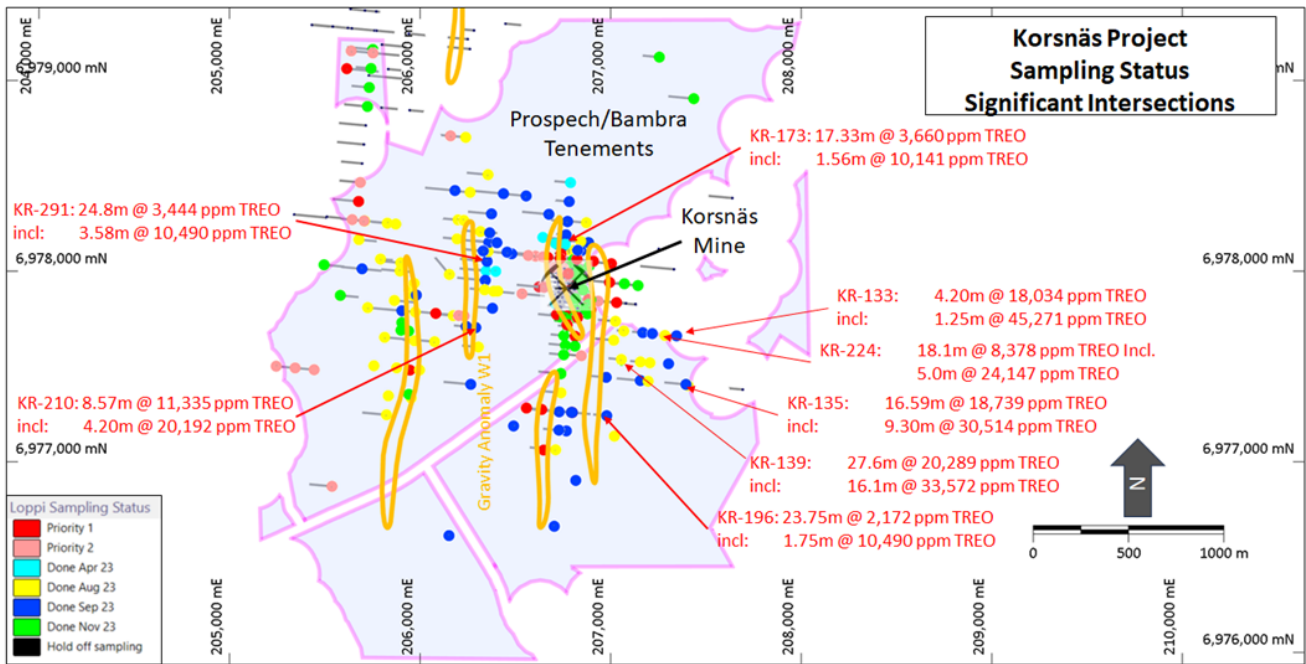 Korsnäs Project
Sampling Status
Significant Intersections
204,000 mE
205,000 mE
206,000 mE
207,000 mE
208,000 mE
6,979,000 mN
mN
Prospech/Bambra
Tenements
KR-173: 17.33m @ 3,660 ppm TREO
incl: 1.56m @ 10,141 ppm TREO
KR-291: 24.8m @ 3,444 ppm TREO
incl: 3.58m @ 10,490 ppm TREO
Korsnäs
Mine
6,978,000 mN
6,978,000 mN
KR-133: 4.20m @ 18,034 ppm TREO
incl: 1.25m @ 45,271 ppm TREO
KR-224: 18.1m @ 8,378 ppm TREO Incl.
5.0m @ 24,147 ppm TREO
KR-210: 8.57m @ 11,335 ppm TREO
incl: 4.20m @ 20,192 ppm TREO
KR-135: 16.59m @ 18,739 ppm TREO
incl: 9.30m @ 30,514 ppm TREO
Gravity Anomaly W1
6,977,000 mN
6,977,000 mN
KR-139: 27.6m @ 20,289 ppm TREO
incl: 16.1m @ 33,572 ppm TREO
KR-196: 23.75m @ 2,172 ppm TREO
incl: 1.75m @ 10,490 ppm TREO
N
0 500 1000 m
Loppi Sampling Status
Priority 1
Priority 2
Done Apr 23
Done Aug 23
Done Sep 23
Done Nov 23
Hold off sampling
205,000 mE
206,000 mE
207,000 mE
208,000 mE
209,000 mE
210,000 mE
6,976,000 mN